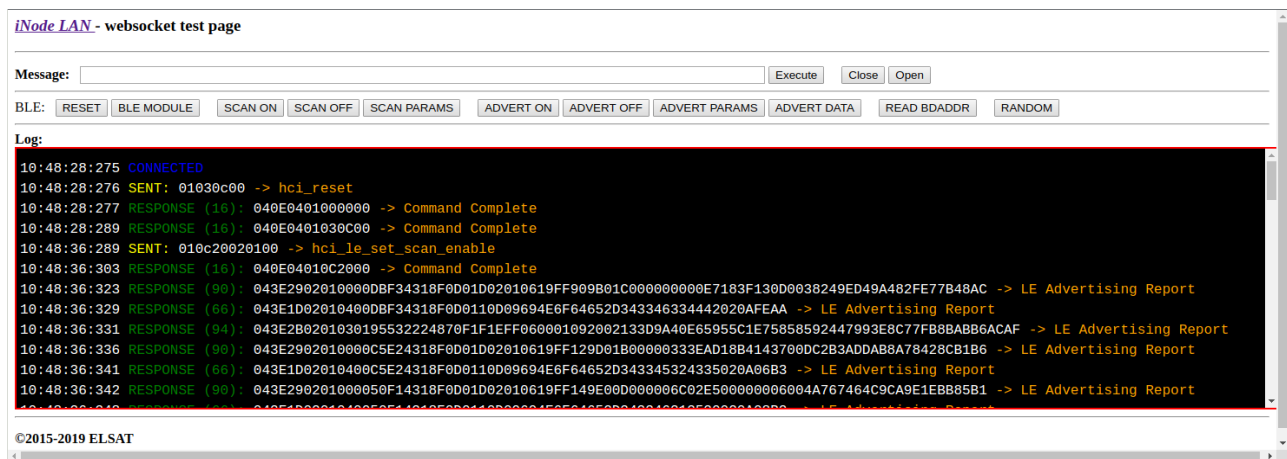 iNode LAN - websocket test page
Message: Execute Close Open
BLE: RESET BLE MODULE SCAN ON SCAN OFF SCAN PARAMS ADVERT ON ADVERT OFF ADVERT PARAMS ADVERT DATA READ BDADDR RANDOM
Log:
10:48:28:275 CONNECTED
10:48:28:276 SENT: 01030c00 -> hci_reset
10:48:28:277 RESPONSE (16): 040E0401000000 -> Command Complete
10:48:28:289 RESPONSE (16): 040E0401030C00 -> Command Complete
10:48:36:289 SENT: 010c20020100 -> hci_le_set_scan_enable
10:48:36:303 RESPONSE (16): 040E04010C2000 -> Command Complete
10:48:36:323 RESPONSE (90): 043E2902010000DBF34318F0D01D02010619FF909B01C000000000E7183F130D0038249ED49A482FE77B48AC -> LE Advertising Report
10:48:36:329 RESPONSE (66): 043E1D02010400DBF34318F0D0110D09694E6F64652D343346334442020AFEAA -> LE Advertising Report
10:48:36:331 RESPONSE (94): 043E2B0201030195532224870F1F1EFF060001092002133D9A40E65955C1E75858592447993E8C77FB8BABB6ACAF -> LE Advertising Report
10:48:36:336 RESPONSE (90): 043E2902010000C5E24318F0D01D02010619FF129D01B00000333EAD18B4143700DC2B3ADDAB8A78428CB1B6 -> LE Advertising Report
10:48:36:341 RESPONSE (66): 043E1D02010400C5E24318F0D0110D09694E6F64652D343345324335020A06B3 -> LE Advertising Report
10:48:36:342 RESPONSE (90): 043E290201000050F14318F0D01D02010619FF149E00D000006C02E500000006004A767464C9CA9E1EBB85B1 -> LE Advertising Report
©2015-2019 ELSAT